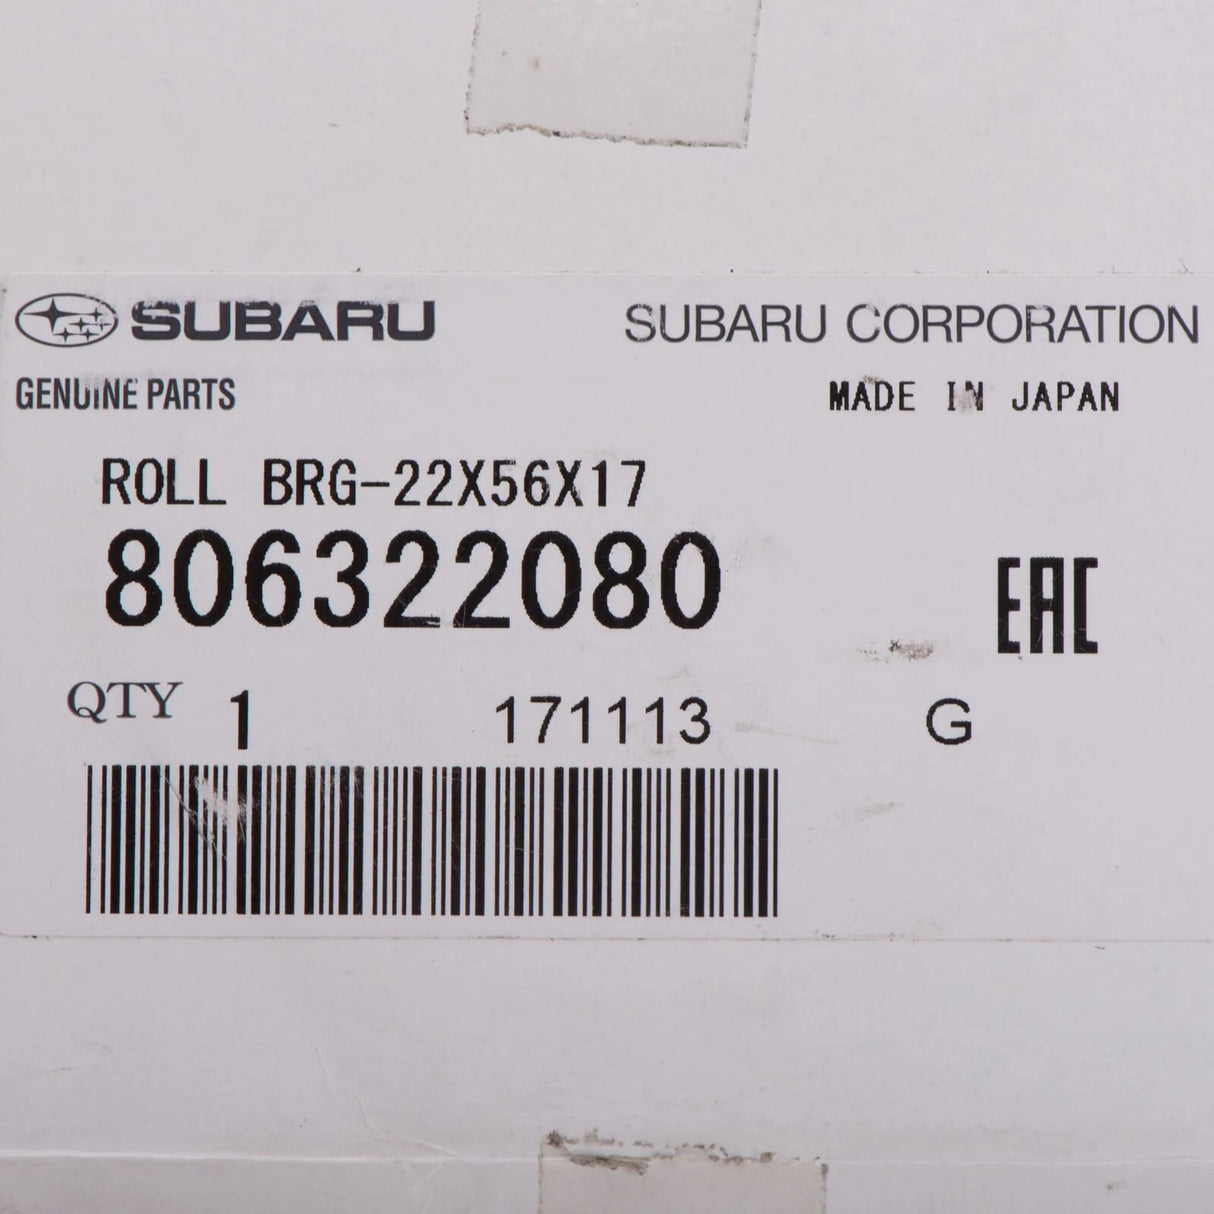 SUBARU SUBARU CORPORATION
GENUINE PARTS MADE IN JAPAN
ROLL BRG-22X56X17
806322080
EAC
QTY 1 171113 G